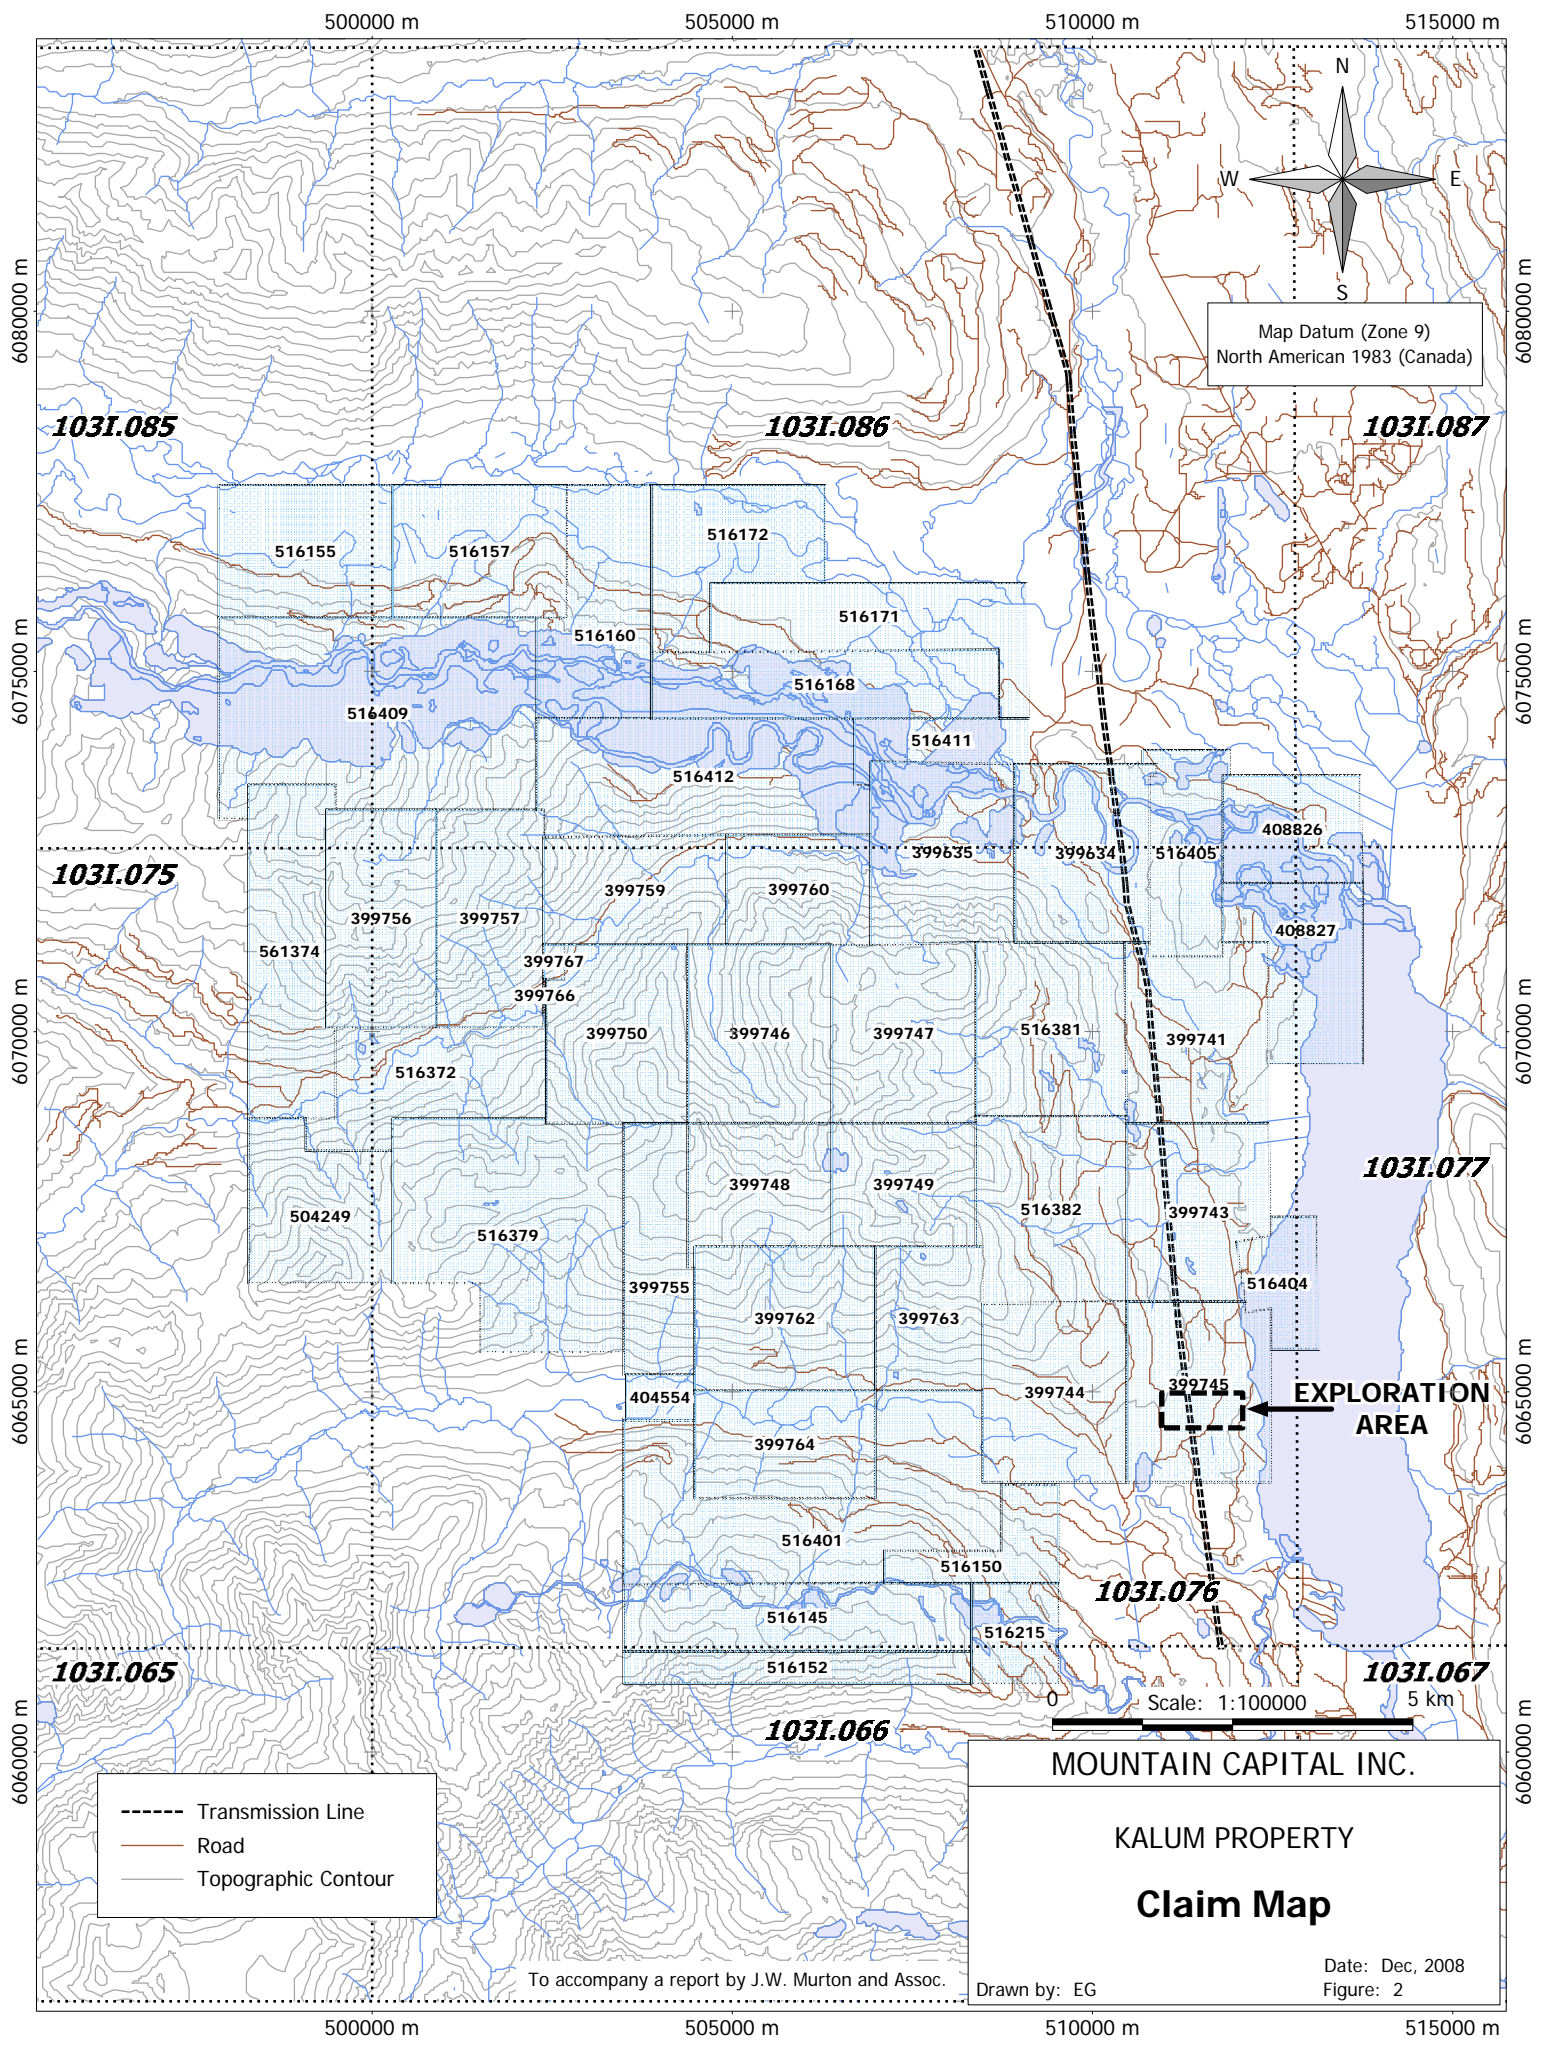 500000 m
505000 m
510000 m
515000 m
N
W
E
S
6080000 m
6080000 m
Map Datum (Zone 9)
North American 1983 (Canada)
103I.085
103I.086
103I.087
516155
516157
516172
516171
516160
6075000 m
6075000 m
516168
516409
516411
516412
408826
399635
399634
516405
103I.075
399759
399760
399756
399757
408827
561374
399767
399766
6070000 m
6070000 m
399750
399746
399747
516381
399741
516372
103I.077
399748
399749
504249
516382
399743
516379
399755
516404
399762
399763
6065000 m
6065000 m
399745
404554
399744
EXPLORATION
AREA
399764
516401
516150
103I.076
516145
516215
516152
103I.065
103I.067
0
Scale: 1:100000
5 km
103I.066
6060000 m
6060000 m
MOUNTAIN CAPITAL INC.
KALUM PROPERTY
Claim Map
Transmission Line
Road
Topographic Contour
To accompany a report by J.W. Murton and Assoc.
Date: Dec, 2008
Drawn by: EG
Figure: 2
500000 m
505000 m
510000 m
515000 m